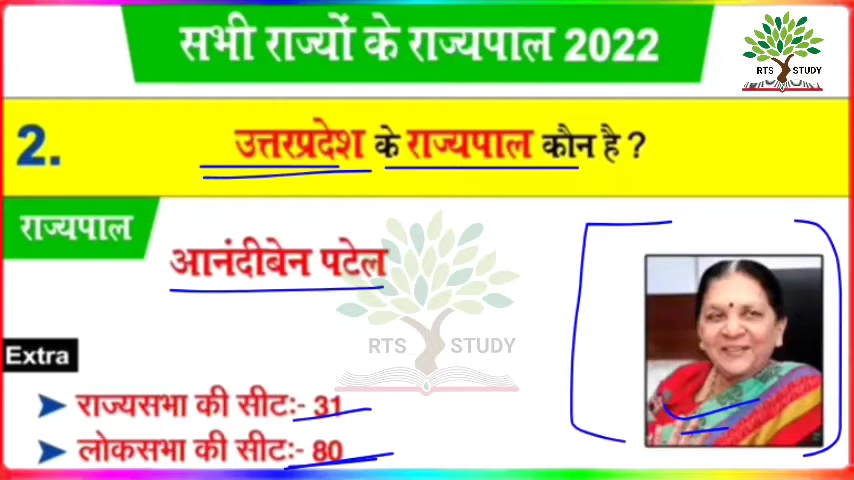 सभी राज्यों के राज्यपाल 2022
RTS STUDY
2. उत्तरप्रदेश के राज्यपाल कौन है ?
राज्यपाल
आनंदीबेन पटेल
RTS STUDY
Extra
➤ राज्यसभा की सीटः- 31
➤ लोकसभा की सीटः- 80